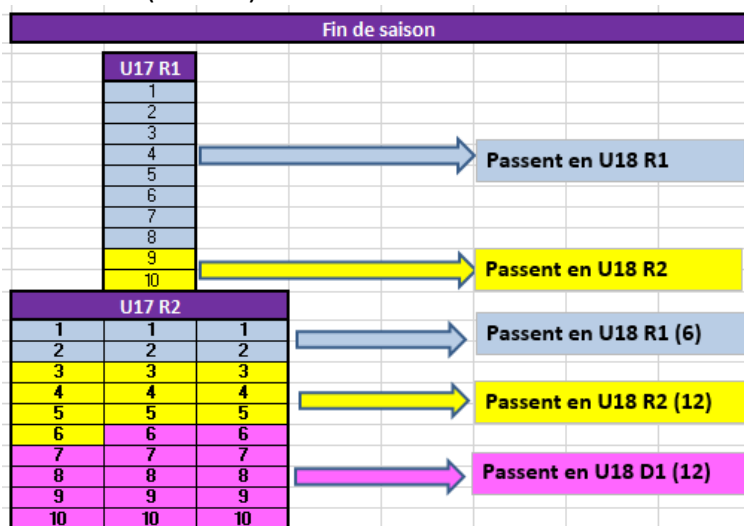 Fin de saison
U17 R1
1
2
3
4
Passent en U18 R1
5
6
7
8
9
Passent en U18 R2
10
U17 R2
1 1 1
Passent en U18 R1 (6)
2 2 2
3 3 3
4 4 4
Passent en U18 R2 (12)
5 5 5
6 6 6
7 7 7
8 8 8
Passent en U18 D1 (12)
9 9 9
10 10 10